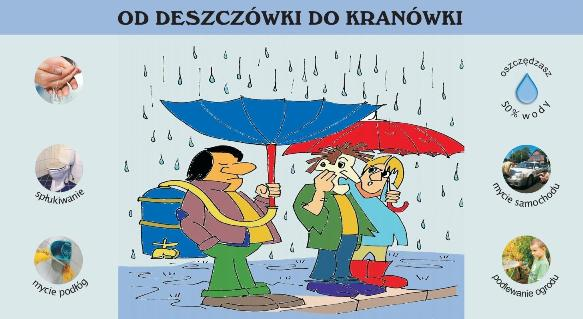 OD DESZCZÓWKI DO KRANÓWKI
spłukiwanie
mycie podłóg
oszczędzasz
50% wody
mycie samochodu
podlewanie ogrodu